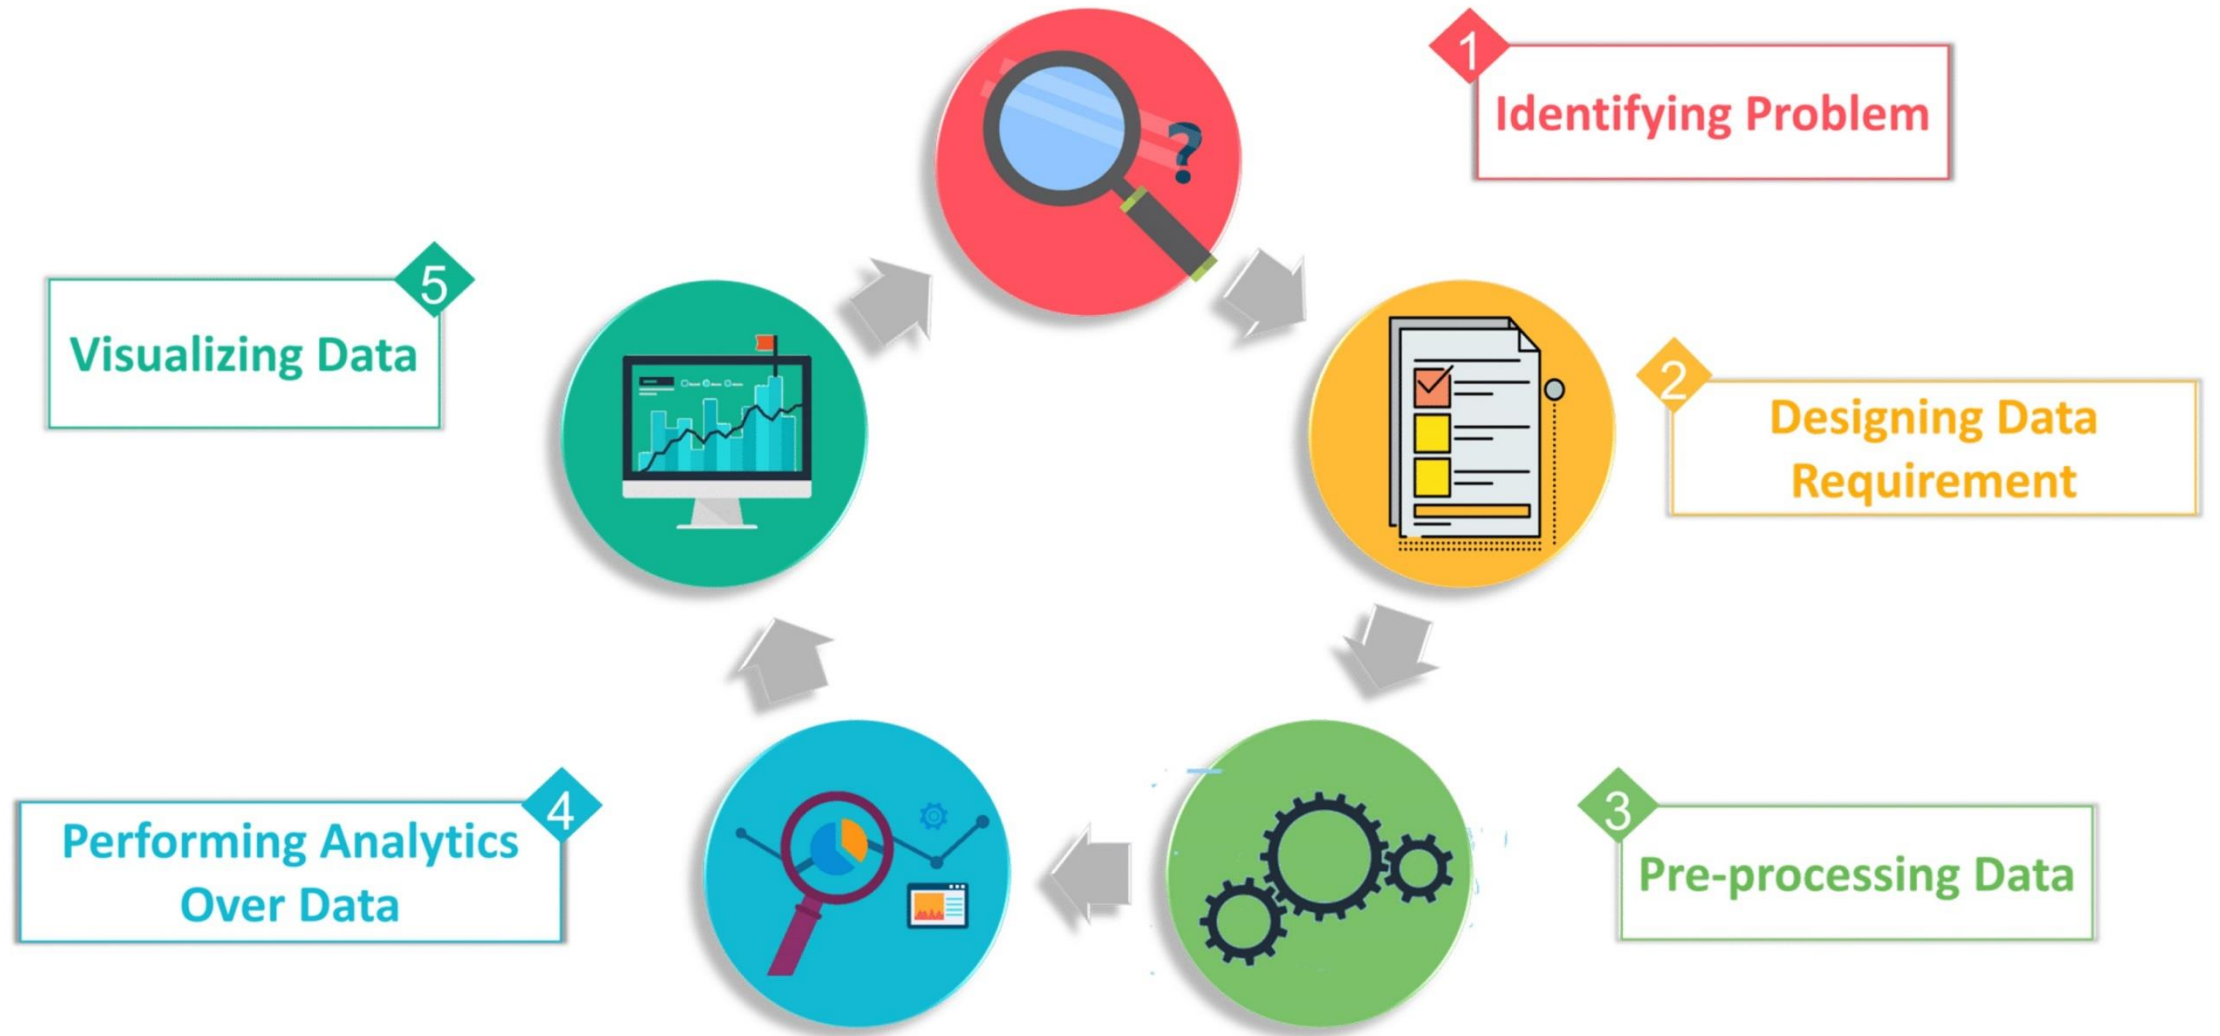 1
Identifying Problem
2
Designing Data
Requirement
3
Pre-processing Data
4
Performing Analytics
Over Data
5
Visualizing Data
?